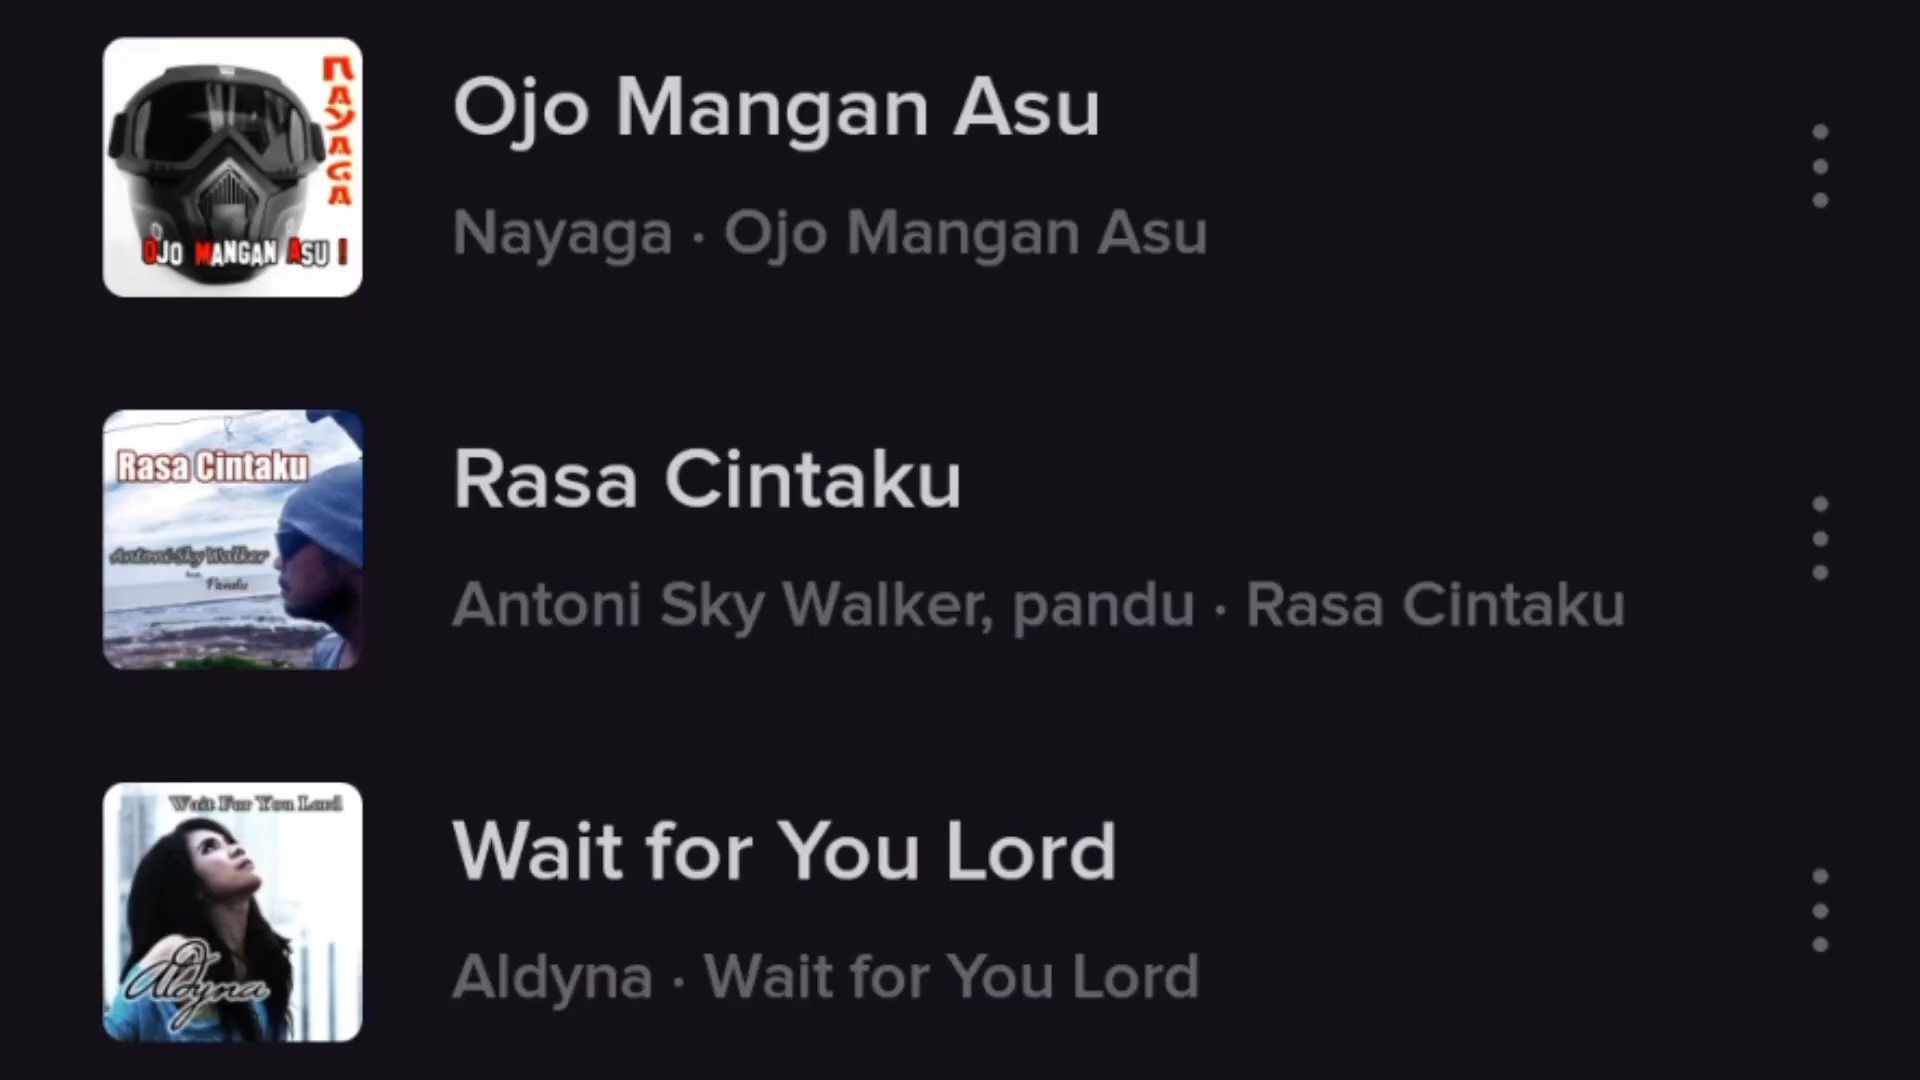 NAYAGA
OJO MANGAN ASU !
Ojo Mangan Asu
Nayaga · Ojo Mangan Asu
Rasa Cintaku
Antoni Sky Walker
Pandu
Rasa Cintaku
Antoni Sky Walker, pandu · Rasa Cintaku
Wait For You Lord
Aldyna
Wait for You Lord
Aldyna · Wait for You Lord